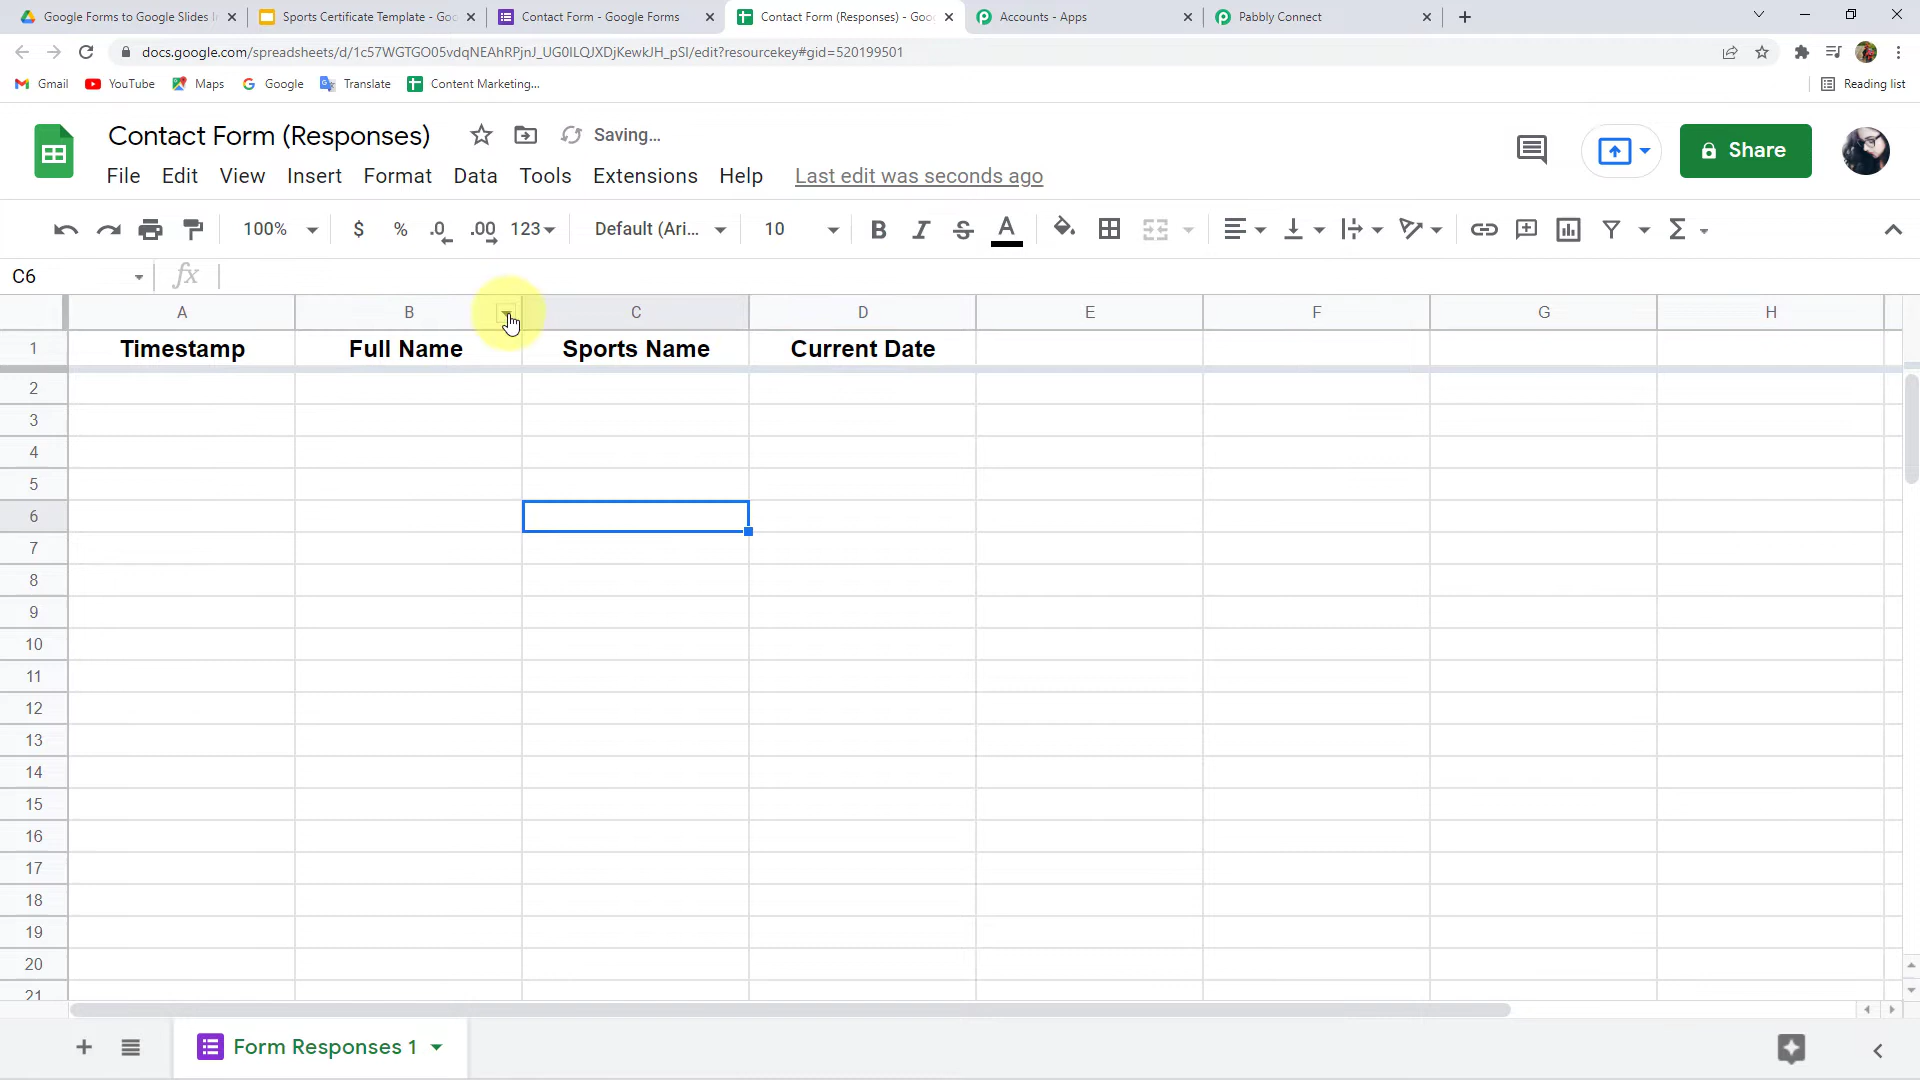 Google Forms to Google Slides I
Sports Certificate Template - Goo
Contact Form - Google Forms
Contact Form (Responses) - Goo
Accounts - Apps
Pabbly Connect
docs.google.com/spreadsheets/d/1c57WGTGO05vdqNEAhRPjnJ_UG0ILQJXDjKewkJH_pSI/edit?resourcekey#gid=520199501
Gmail YouTube Maps Google Translate Content Marketing... Reading list
Contact Form (Responses) Saving...
Share
File Edit View Insert Format Data Tools Extensions Help Last edit was seconds ago
100% $ % .0 .00 123 Default (Ari... 10 B I S A
C6 fx
A B C D E F G H
1 Timestamp Full Name Sports Name Current Date
2
3
4
5
6
7
8
9
10
11
12
13
14
15
16
17
18
19
20
21
Form Responses 1